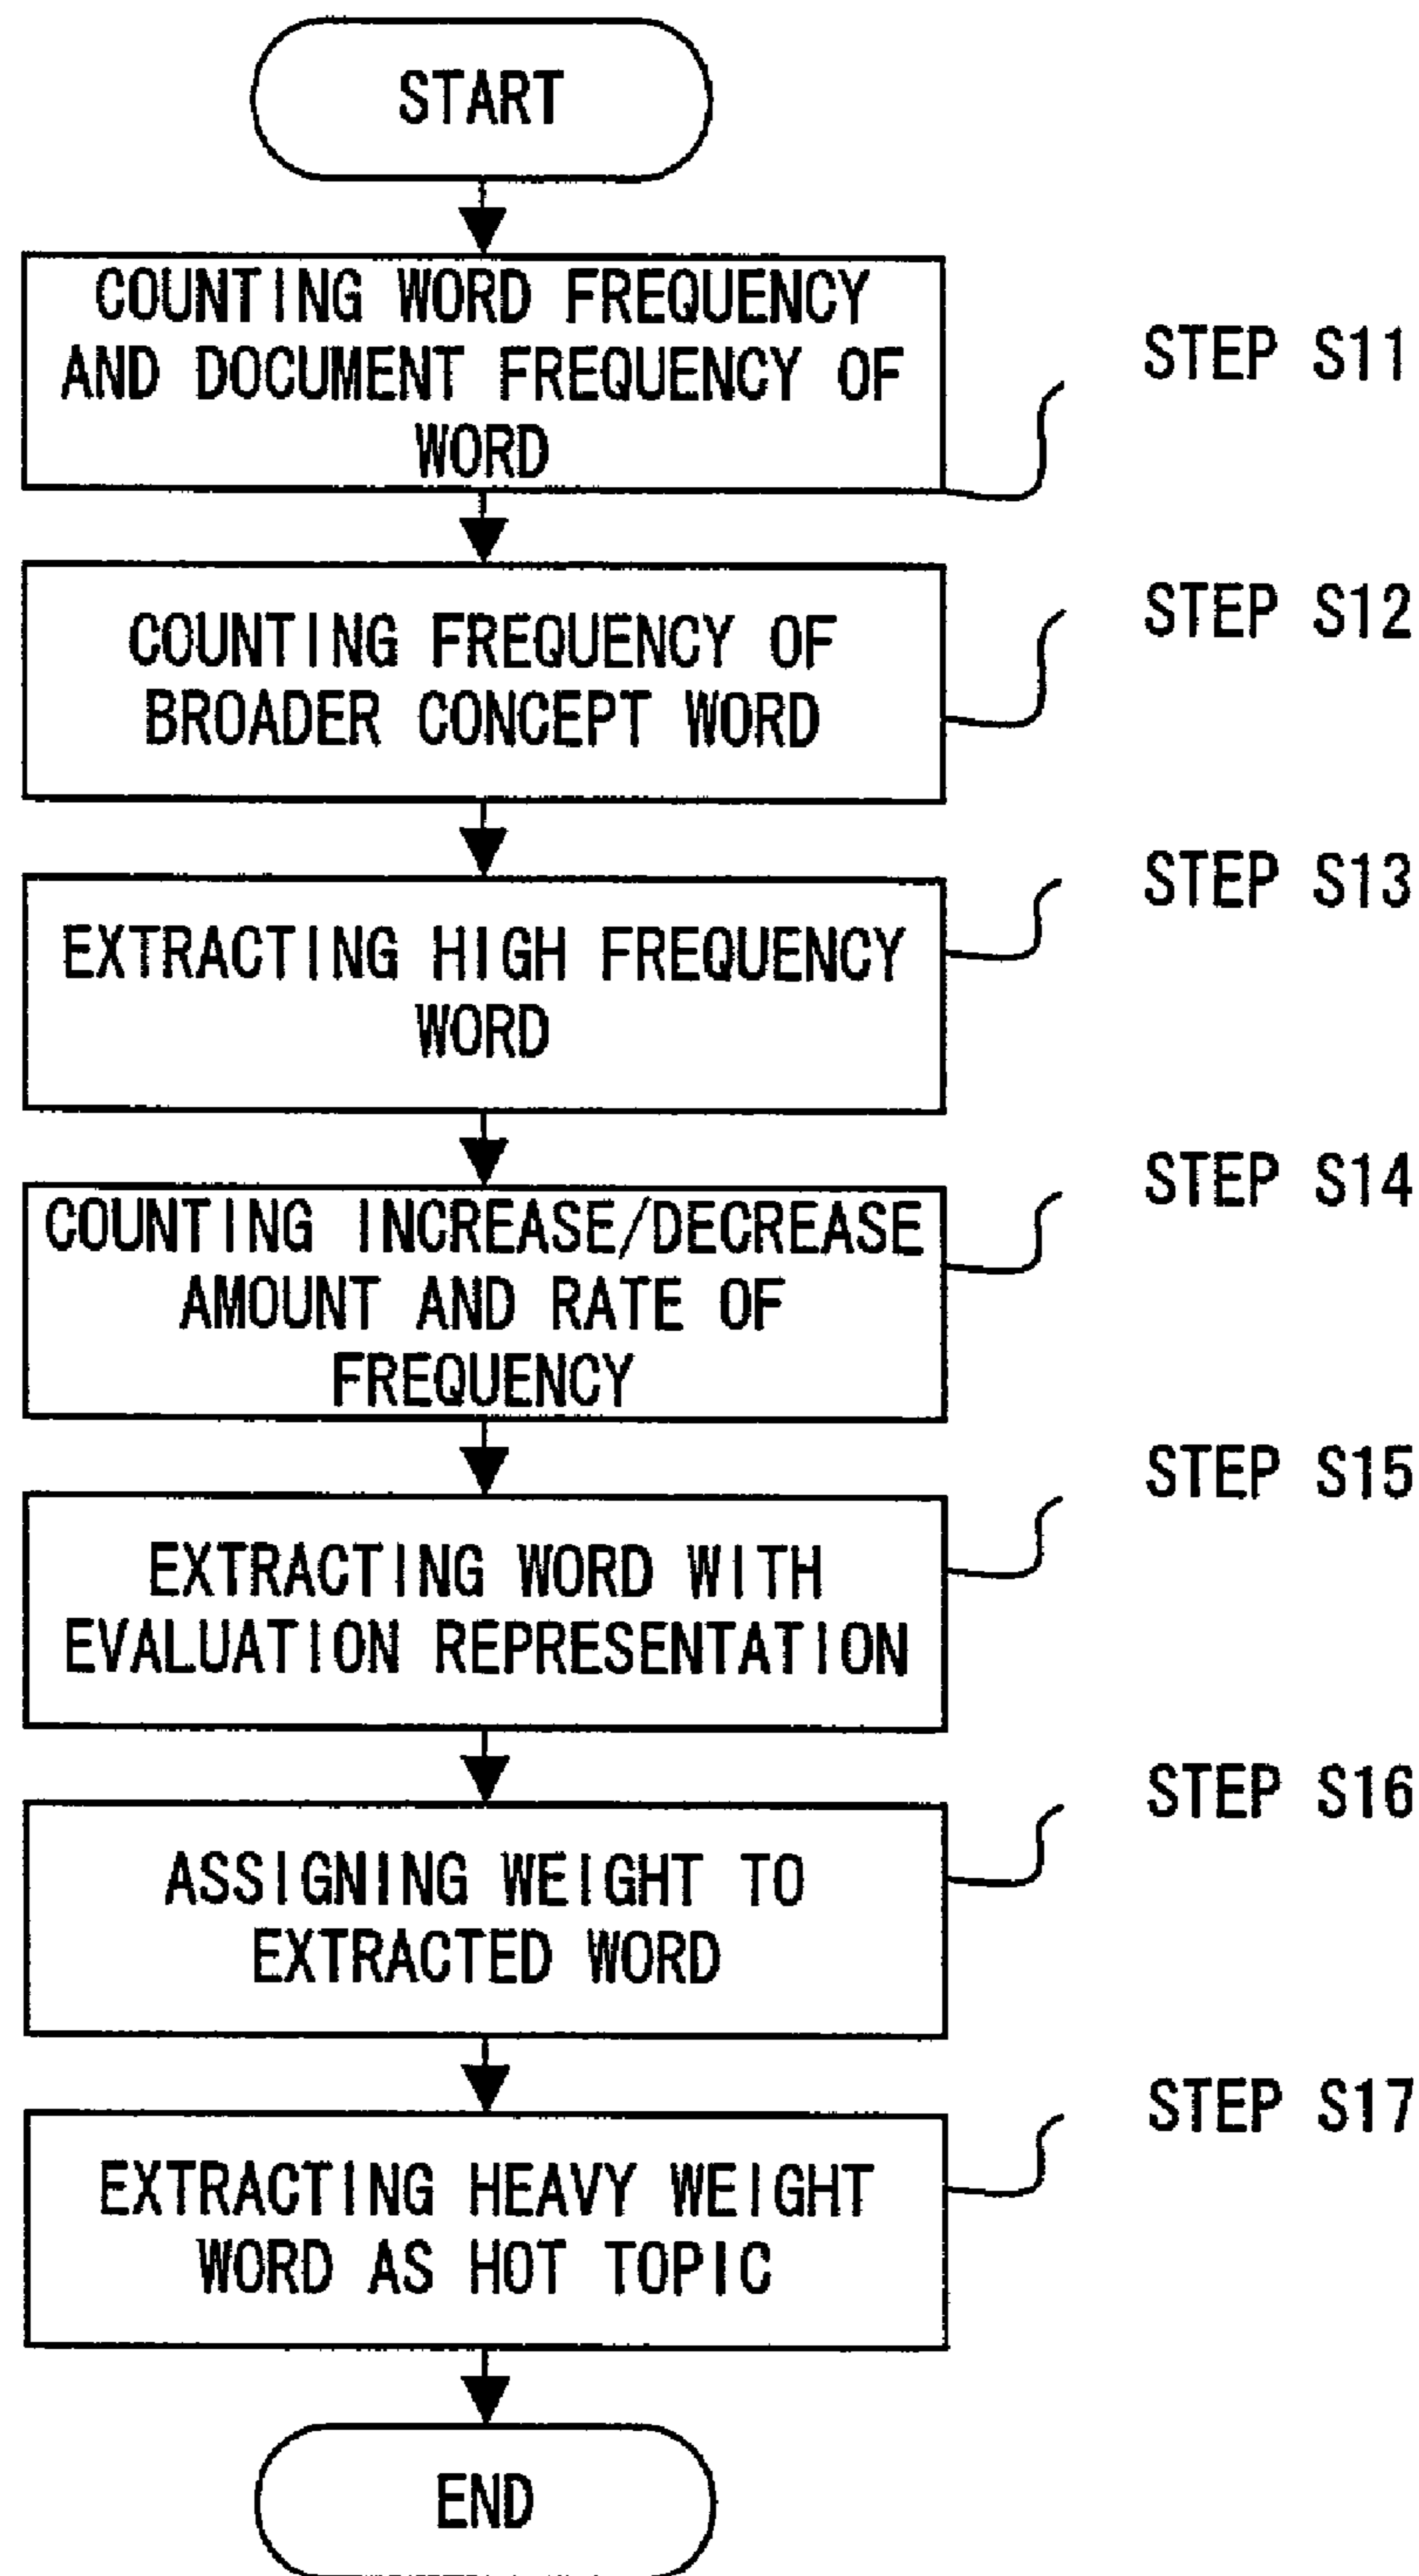 START
COUNTING WORD FREQUENCY
AND DOCUMENT FREQUENCY OF
WORD
STEP S11
COUNTING FREQUENCY OF
BROADER CONCEPT WORD
STEP S12
EXTRACTING HIGH FREQUENCY
WORD
STEP S13
COUNTING INCREASE/DECREASE
AMOUNT AND RATE OF
FREQUENCY
STEP S14
EXTRACTING WORD WITH
EVALUATION REPRESENTATION
STEP S15
ASSIGNING WEIGHT TO
EXTRACTED WORD
STEP S16
EXTRACTING HEAVY WEIGHT
WORD AS HOT TOPIC
STEP S17
END